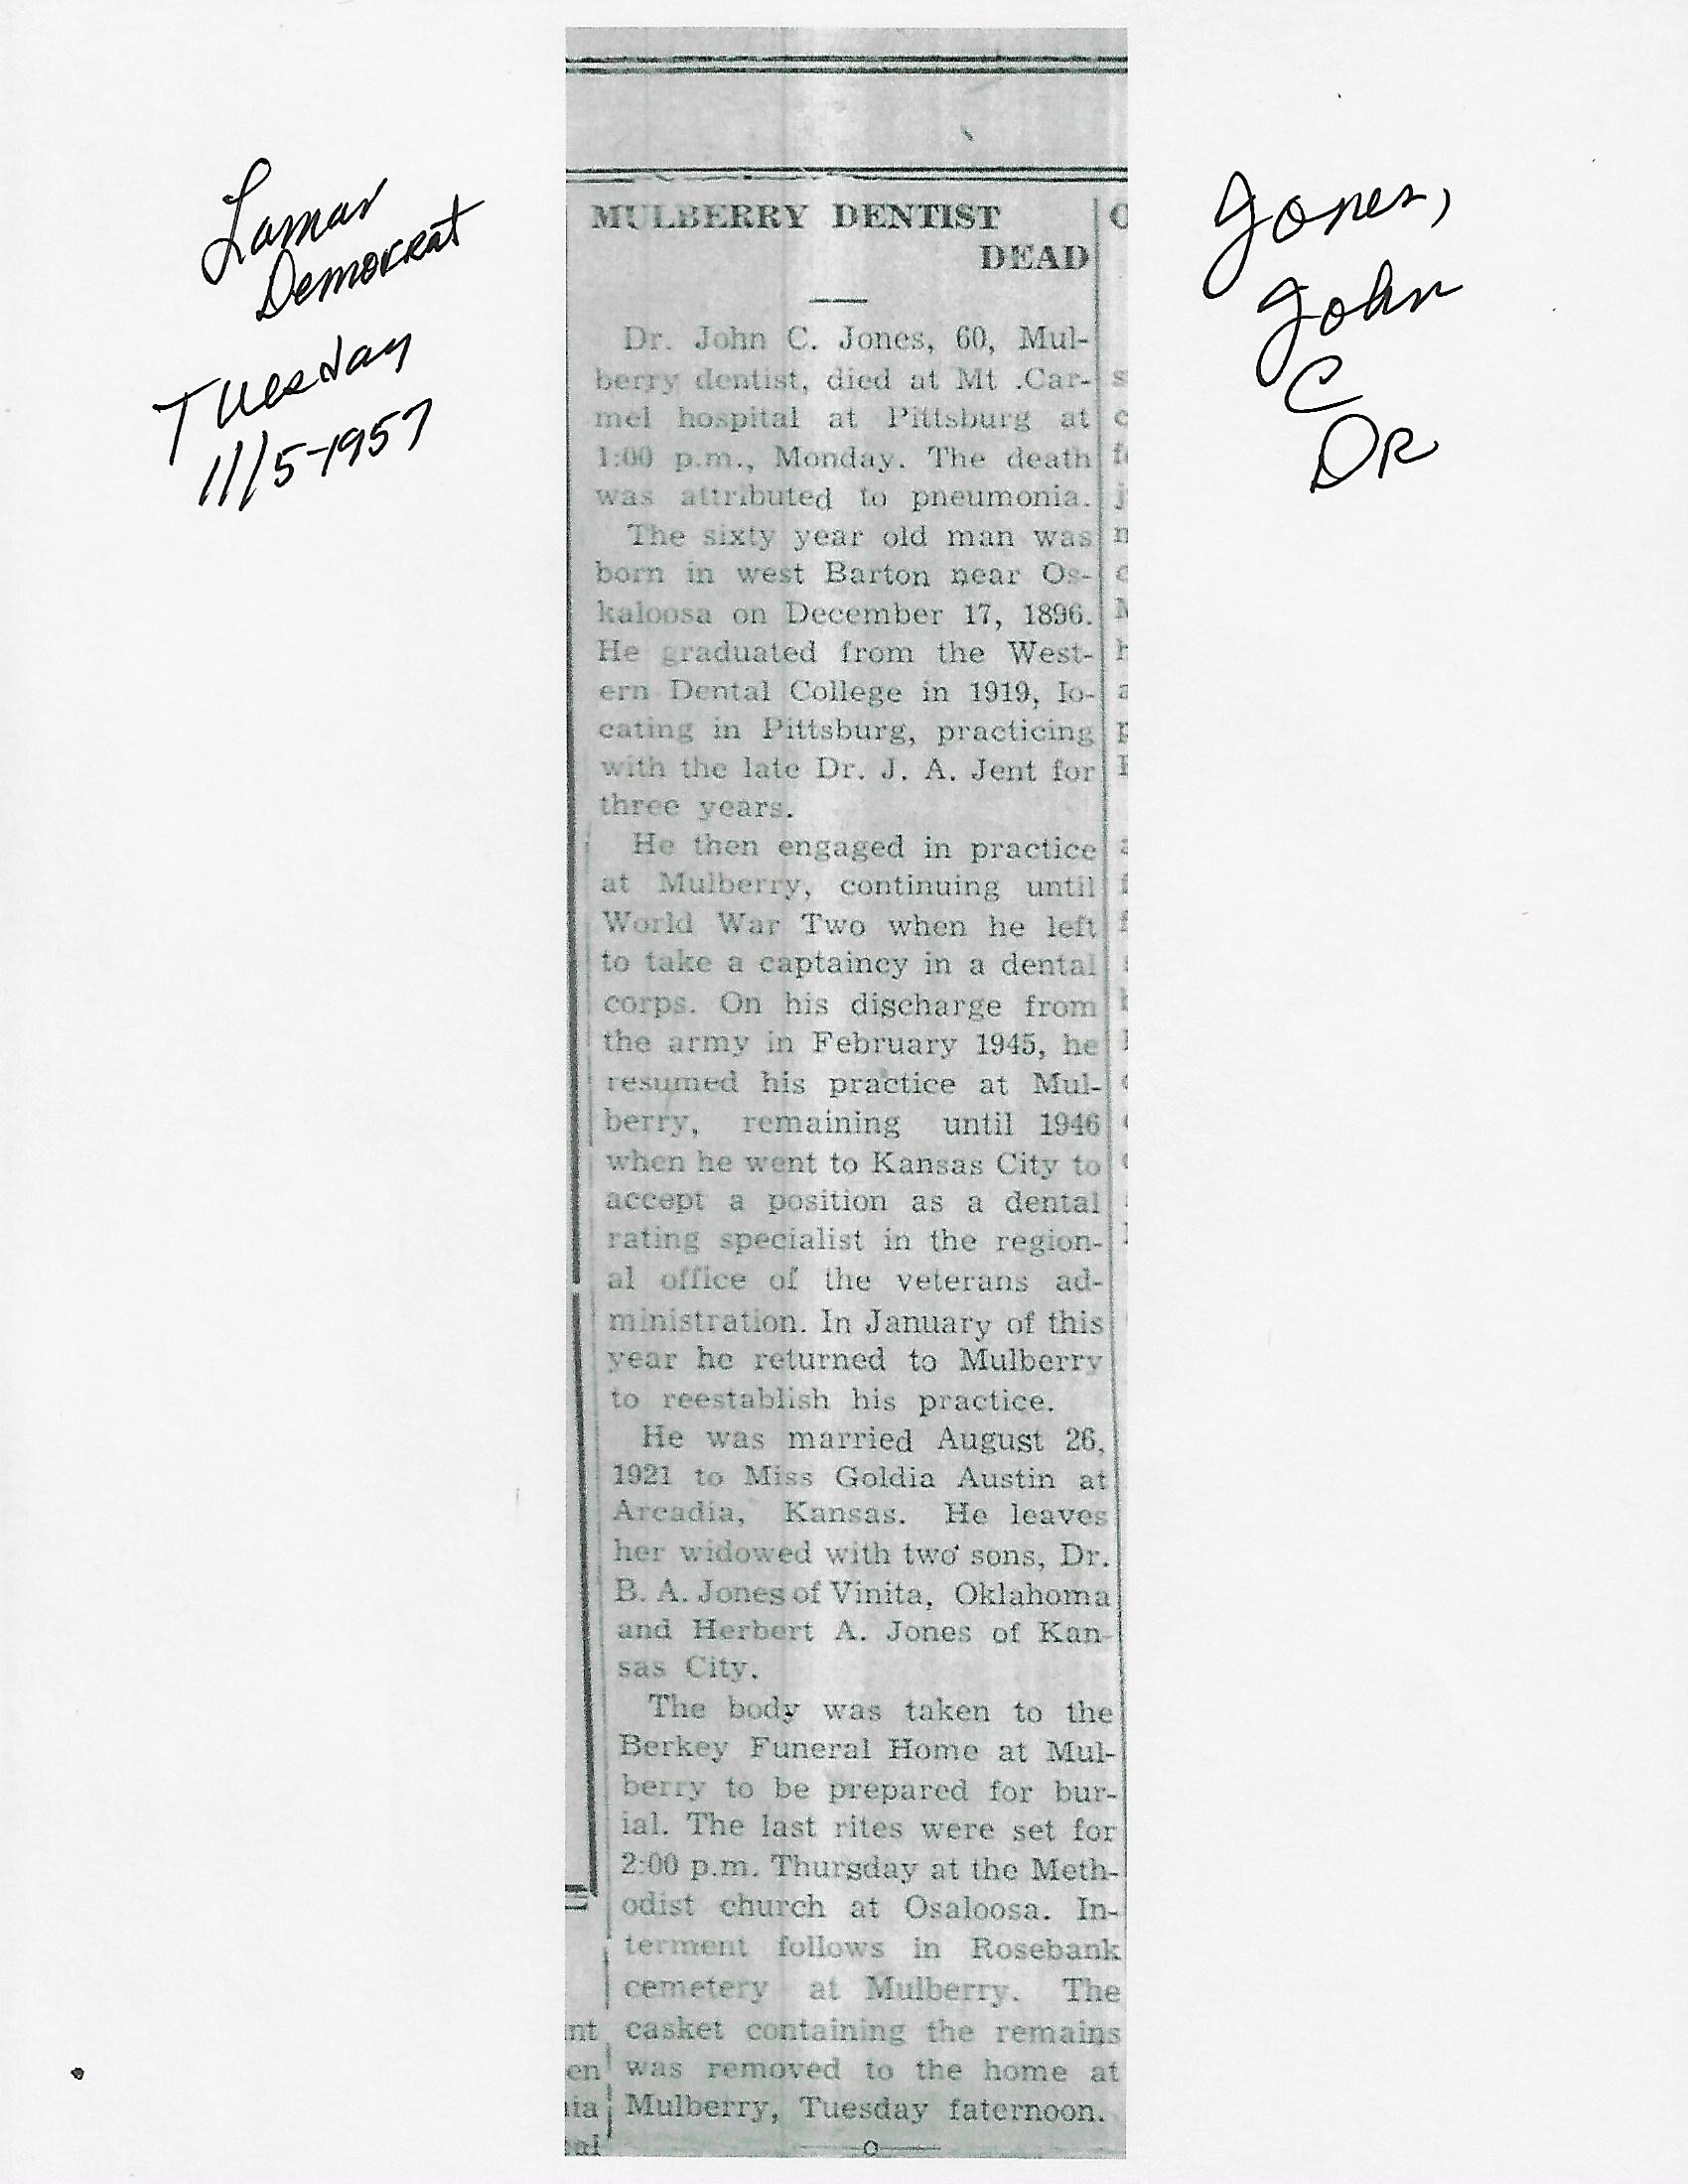 Lamar
Democrat
Tuesday
11/5-1957
Jones,
John
C
DR
MULBERRY DENTIST
DEAD
Dr. John C. Jones, 60, Mul-
berry dentist, died at Mt .Car-
mel hospital at Pittsburg at
1:00 p.m., Monday. The death
was attributed to pneumonia.
The sixty year old man was
born in west Barton near Os-
kaloosa on December 17, 1896.
He graduated from the West-
ern Dental College in 1919, lo-
cating in Pittsburg, practicing
with the late Dr. J. A. Jent for
three years.
He then engaged in practice
at Mulberry, continuing until
World War Two when he left
to take a captaincy in a dental
corps. On his discharge from
the army in February 1945, he
resumed his practice at Mul-
berry, remaining until 1946
when he went to Kansas City to
accept a position as a dental
rating specialist in the region-
al office of the veterans ad-
ministration. In January of this
year he returned to Mulberry
to reestablish his practice.
He was married August 26,
1921 to Miss Goldia Austin at
Arcadia, Kansas. He leaves
her widowed with two sons, Dr.
B. A. Jones of Vinita, Oklahoma
and Herbert A. Jones of Kan-
sas City.
The body was taken to the
Berkey Funeral Home at Mul-
berry to be prepared for bur-
ial. The last rites were set for
2:00 p.m. Thursday at the Meth-
odist church at Osaloosa. In-
terment follows in Rosebank
cemetery at Mulberry. The
casket containing the remains
was removed to the home at
Mulberry, Tuesday faternoon.